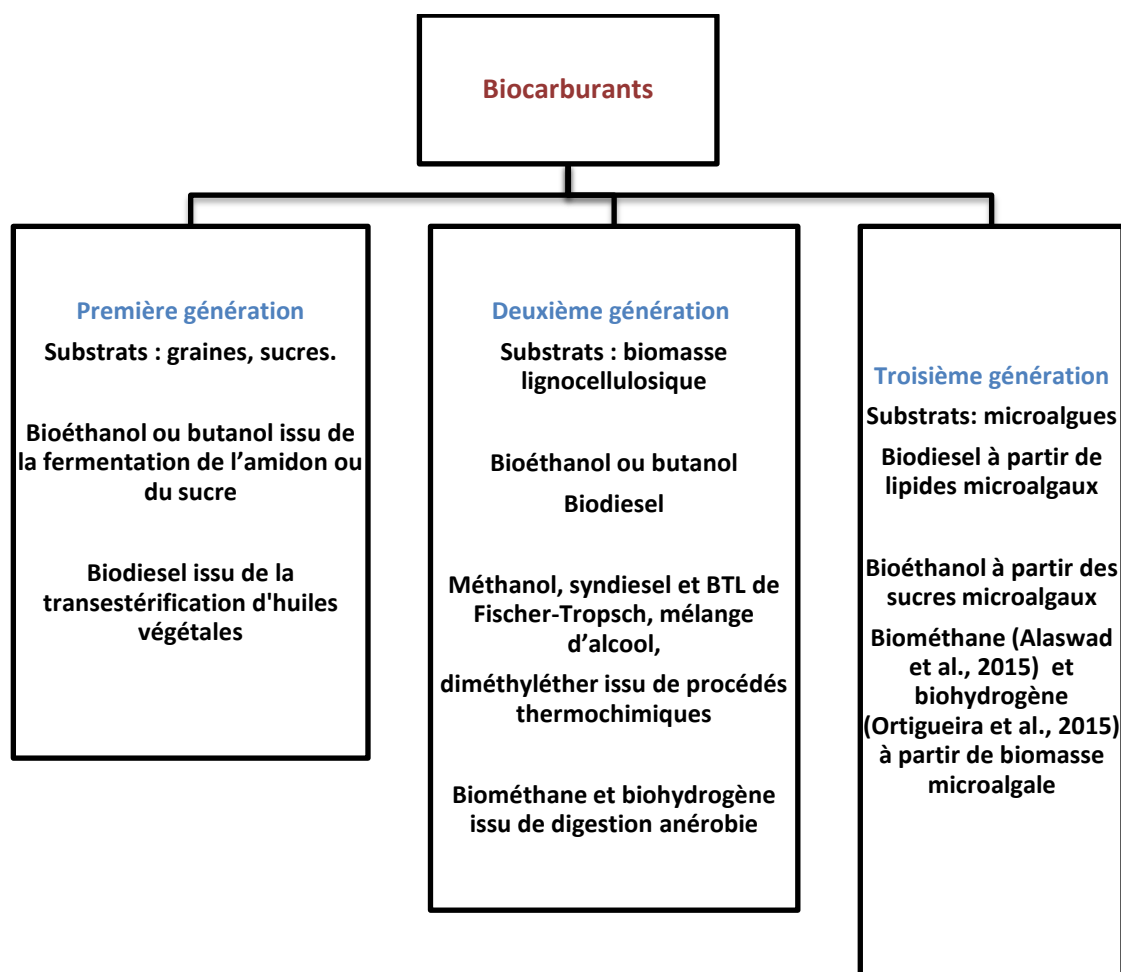 Biocarburants
Première génération
Substrats : graines, sucres.
Bioéthanol ou butanol issu de
la fermentation de l’amidon ou
du sucre
Biodiesel issu de la
transestérification d'huiles
végétales
Deuxième génération
Substrats : biomasse
lignocellulosique
Bioéthanol ou butanol
Biodiesel
Méthanol, syndiesel et BTL de
Fischer-Tropsch, mélange
d’alcool,
diméthyléther issu de procédés
thermochimiques
Biométhane et biohydrogène
issu de digestion anérobie
Troisième génération
Substrats: microalgues
Biodiesel à partir de
lipides microalgaux
Bioéthanol à partir des
sucres microalgaux
Biométhane (Alaswad
et al., 2015) et
biohydrogène
(Ortigueira et al., 2015)
à partir de biomasse
microalgale